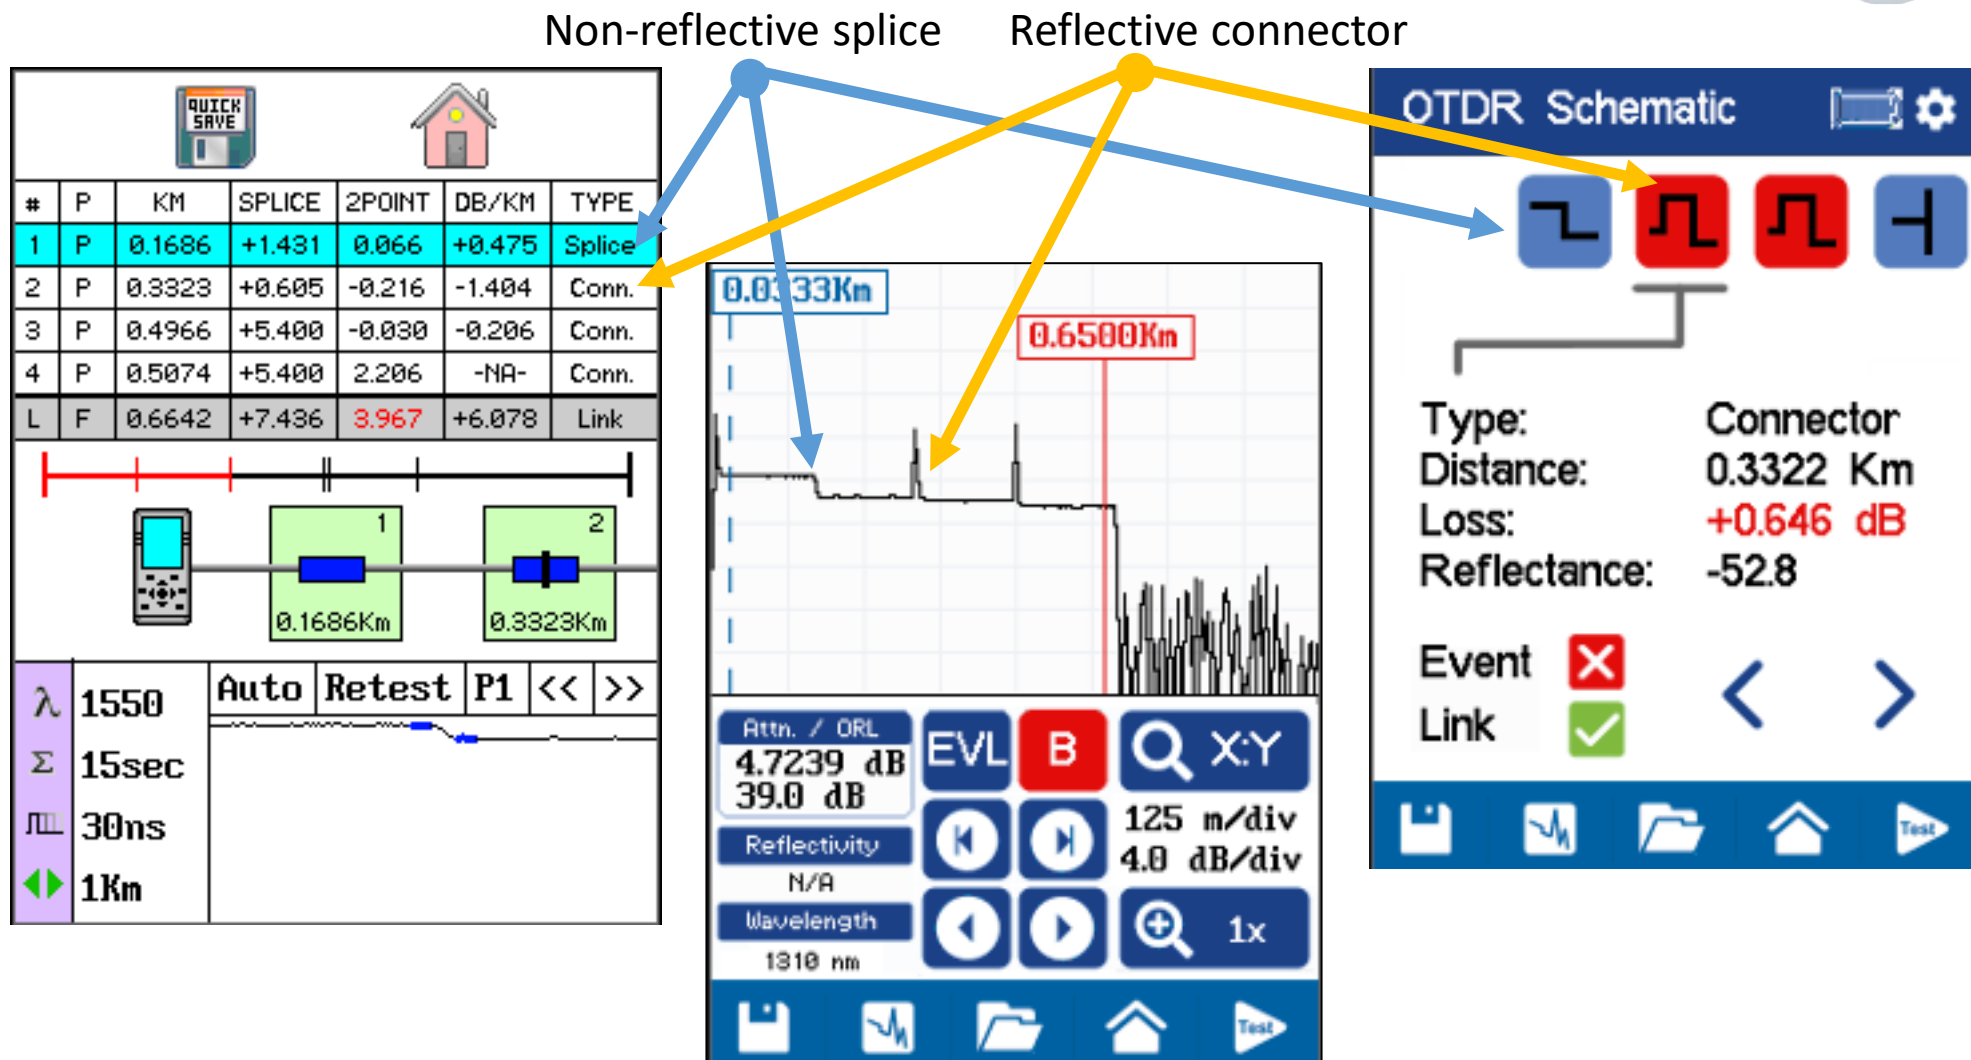 Non-reflective splice Reflective connector
QUICK
SAVE
# P KM SPLICE 2POINT DB/KM TYPE
1 P 0.1686 +1.431 0.066 +0.475 Splice
2 P 0.3323 +0.605 -0.216 -1.404 Conn.
3 P 0.4966 +5.400 -0.030 -0.206 Conn.
4 P 0.5074 +5.400 2.206 -NA- Conn.
L F 0.6642 +7.436 3.967 +6.078 Link
1 2
0.1686Km 0.3323Km
λ 1550
Σ 15sec
30ns
1Km
Auto Retest P1 << >>
0.0333Km
0.6500Km
Attn. / ORL
4.7239 dB
39.0 dB
EVL B X:Y
Reflectivity
N/A
125 m/div
4.0 dB/div
Wavelength
1310 nm
1x
Test
OTDR Schematic
Type: Connector
Distance: 0.3322 Km
Loss: +0.646 dB
Reflectance: -52.8
Event
Link
< >
Test